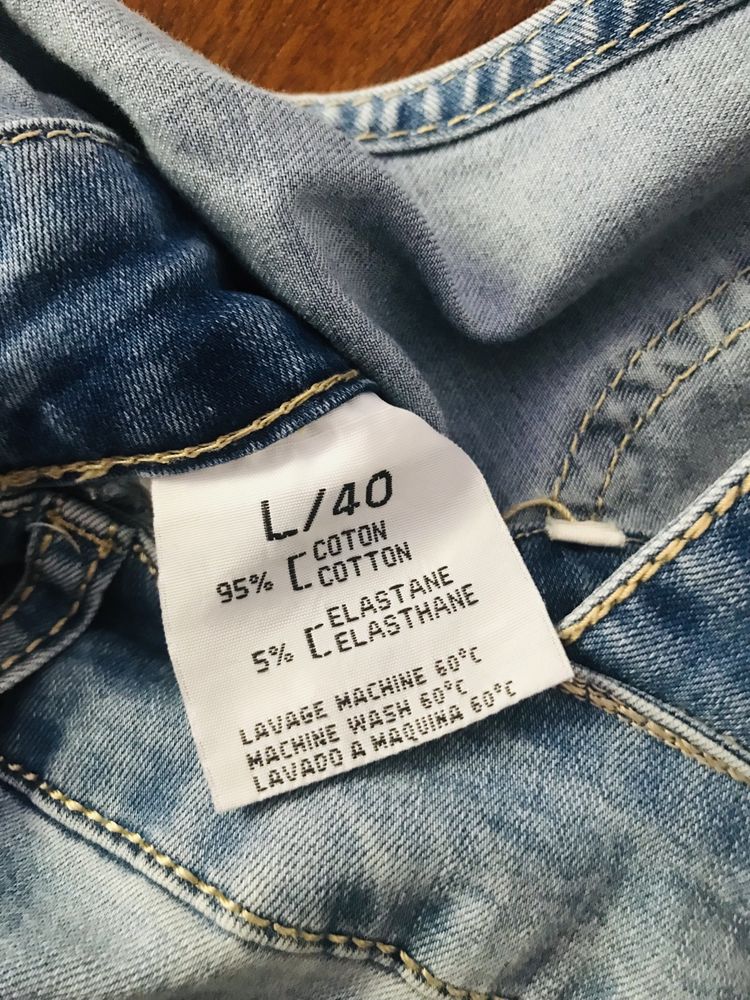 L/40
95% [ COTON
COTTON
5% [ ELASTANE
ELASTHANE
LAVAGE MACHINE 60°C
MACHINE WASH 60°C
LAVADO A MAQUINA 60°C